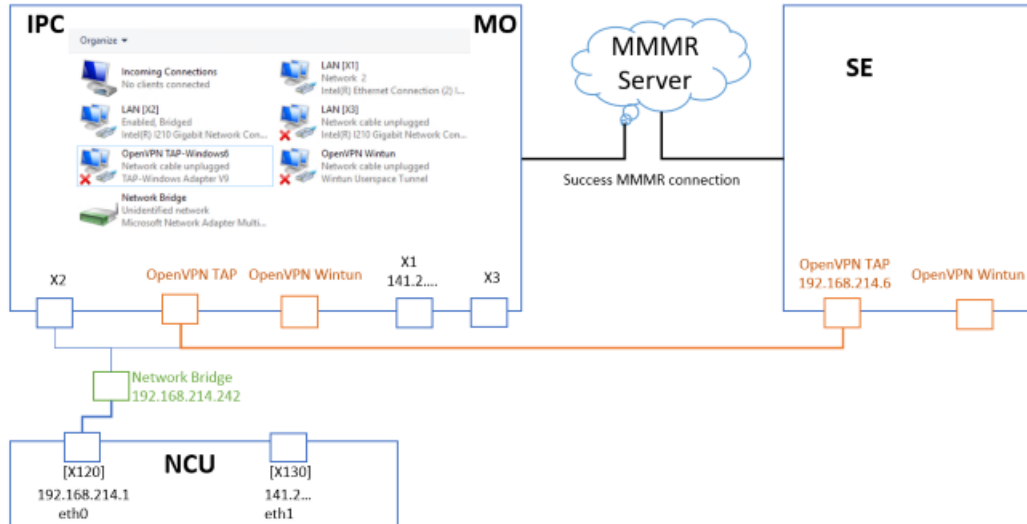 IPC
MO
Organize
Incoming Connections
No clients connected
LAN [X1]
Network 2
Intel(R) Ethernet Connection (2) I...
LAN [X2]
Enabled, Bridged
Intel(R) I210 Gigabit Network Con...
LAN [X3]
Network cable unplugged
Intel(R) I210 Gigabit Network Con...
OpenVPN TAP-Windows6
Network cable unplugged
TAP-Windows Adapter V9
OpenVPN Wintun
Network cable unplugged
Wintun Userspace Tunnel
Network Bridge
Unidentified network
Microsoft Network Adapter Multi...
X2
OpenVPN TAP
OpenVPN Wintun
X1
141.2....
X3
MMMR
Server
Success MMMR connection
SE
OpenVPN TAP
192.168.214.6
OpenVPN Wintun
Network Bridge
192.168.214.242
NCU
[X120]
192.168.214.1
eth0
[X130]
141.2...
eth1